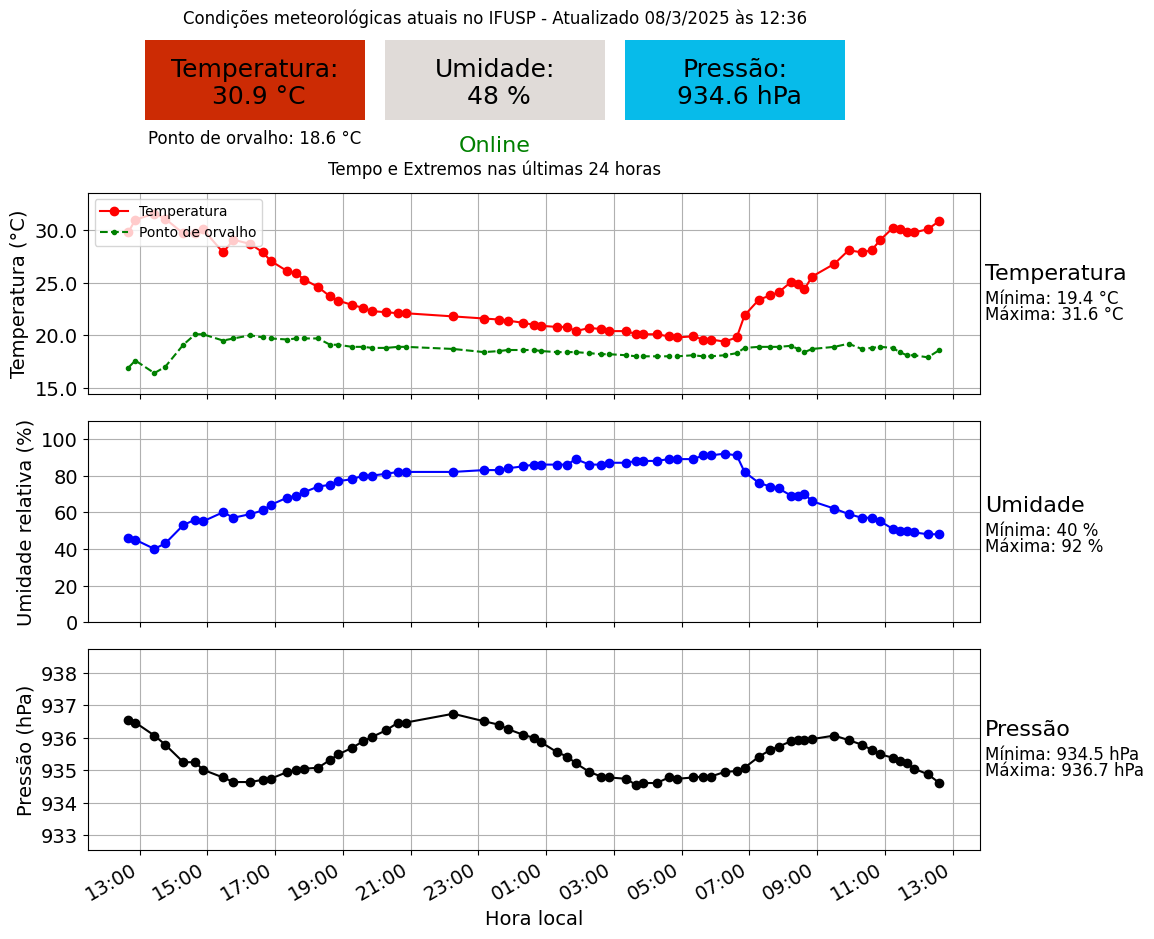 Condições meteorológicas atuais no IFUSP - Atualizado 08/3/2025 às 12:36
Temperatura:
30.9 °C
Umidade:
48 %
Pressão:
934.6 hPa
Ponto de orvalho: 18.6 °C
Online
Tempo e Extremos nas últimas 24 horas
Temperatura (°C)
30.0
25.0
20.0
15.0
Temperatura
Ponto de orvalho
Temperatura
Mínima: 19.4 °C
Máxima: 31.6 °C
Umidade relativa (%)
100
80
60
40
20
0
Umidade
Mínima: 40 %
Máxima: 92 %
Pressão (hPa)
938
937
936
935
934
933
Pressão
Mínima: 934.5 hPa
Máxima: 936.7 hPa
13:00
15:00
17:00
19:00
21:00
23:00
01:00
03:00
05:00
07:00
09:00
11:00
13:00
Hora local